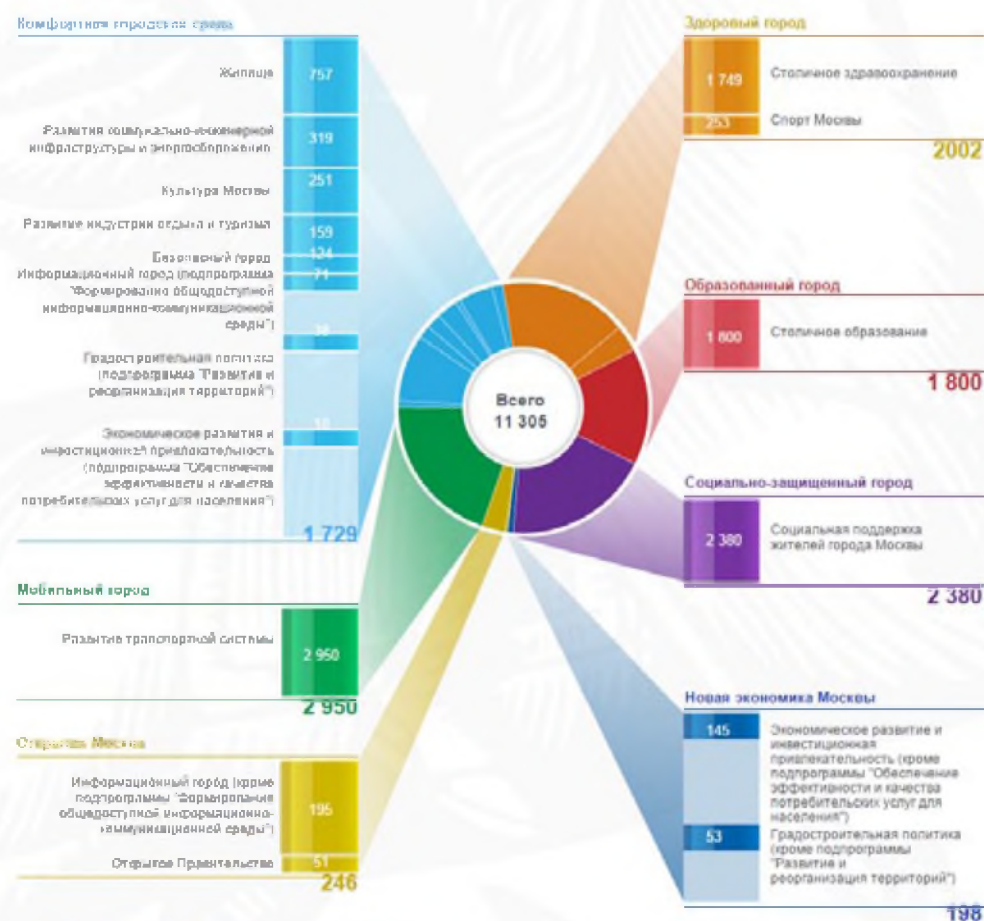 Комфортная городская среда
Жилище
757
Развития коммунально-инженерной
инфраструктуры и энергосбережение
319
Культура Москвы
251
Развитие индустрии отдыха и туризма
159
Безопасный город
124
Информационный город (подпрограмма
"Формирование общедоступной
информационно-коммуникационной
среды")
71
38
Градостроительная политика
(подпрограмма "Развитие и
реорганизация территорий")
Экономическое развития и
инвестиционная привлекательность
(подпрограмма "Обеспечение
эффективности и качества
потребительских услуг для населения")
1 729
Мобильный город
Развитие транспортной системы
2 950
2 950
Открытая Москва
Информационный город (кроме
подпрограммы "Формирование
общедоступной информационно-
коммуникационной среды")
195
Открытое Правительство
51
246
Всего
11 305
Здоровый город
1 749
Столичное здравоохранение
253
Спорт Москвы
2002
Образованный город
1 800
Столичное образование
1 800
Социально-защищенный город
2 380
Социальная поддержка
жителей города Москвы
2 380
Новая экономика Москвы
145
Экономическое развитие и
инвестиционная
привлекательность (кроме
подпрограммы "Обеспечение
эффективности и качества
потребительских услуг для
населения")
53
Градостроительная политика
(кроме подпрограммы
"Развитие и
реорганизация территорий")
198